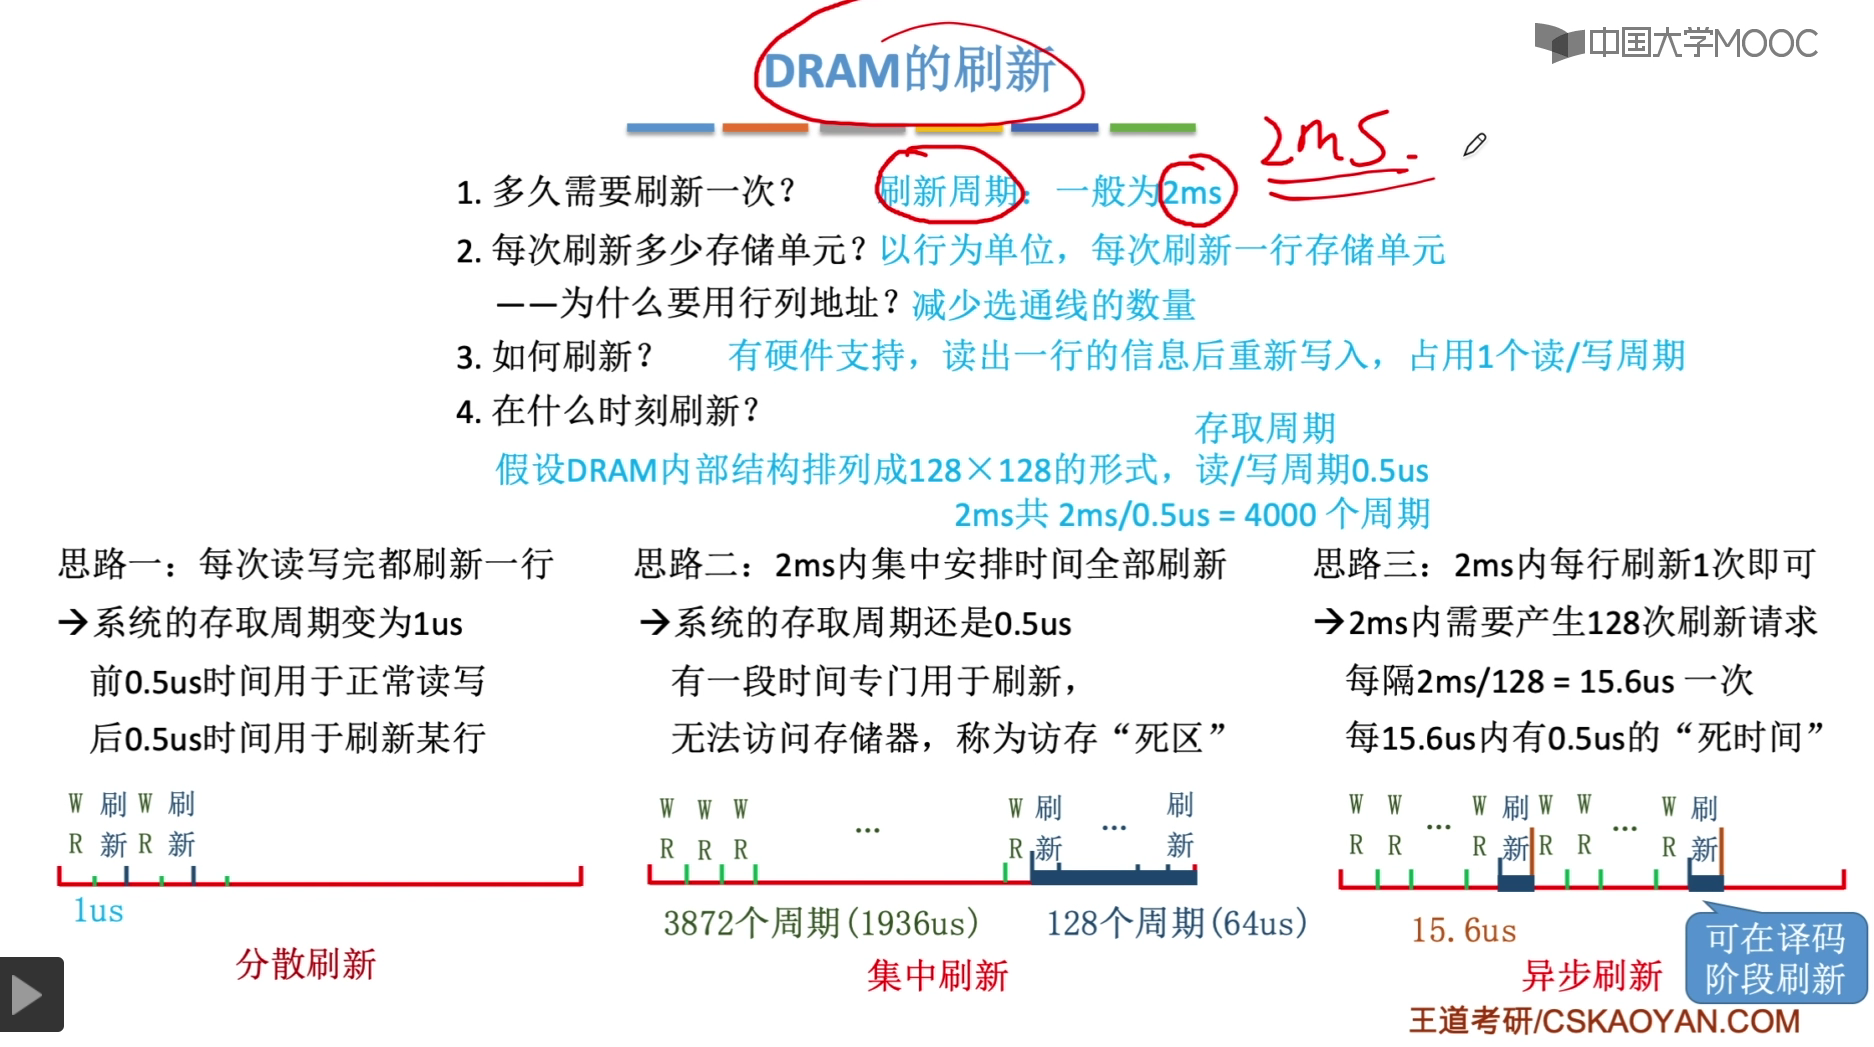 中国大学MOOC
DRAM的刷新
2ms.
1. 多久需要刷新一次？ 刷新周期：一般为2ms
2. 每次刷新多少存储单元？以行为单位，每次刷新一行存储单元
——为什么要用行列地址？减少选通线的数量
3. 如何刷新？ 有硬件支持，读出一行的信息后重新写入，占用1个读/写周期
4. 在什么时刻刷新？
存取周期
假设DRAM内部结构排列成128×128的形式，读/写周期0.5us
2ms共 2ms/0.5us = 4000 个周期
思路一：每次读写完都刷新一行
→系统的存取周期变为1us
前0.5us时间用于正常读写
后0.5us时间用于刷新某行
W 刷 W 刷
R 新 R 新
1us
分散刷新
思路二：2ms内集中安排时间全部刷新
→系统的存取周期还是0.5us
有一段时间专门用于刷新，
无法访问存储器，称为访存“死区”
W W W ... W 刷 ... 刷
R R R R 新 新
3872个周期(1936us) 128个周期(64us)
集中刷新
思路三：2ms内每行刷新1次即可
→2ms内需要产生128次刷新请求
每隔2ms/128 = 15.6us 一次
每15.6us内有0.5us的“死时间”
W W ... W 刷 W W ... W 刷
R R R 新 R R R 新
15.6us
异步刷新
可在译码
阶段刷新
王道考研/CSKAOYAN.COM